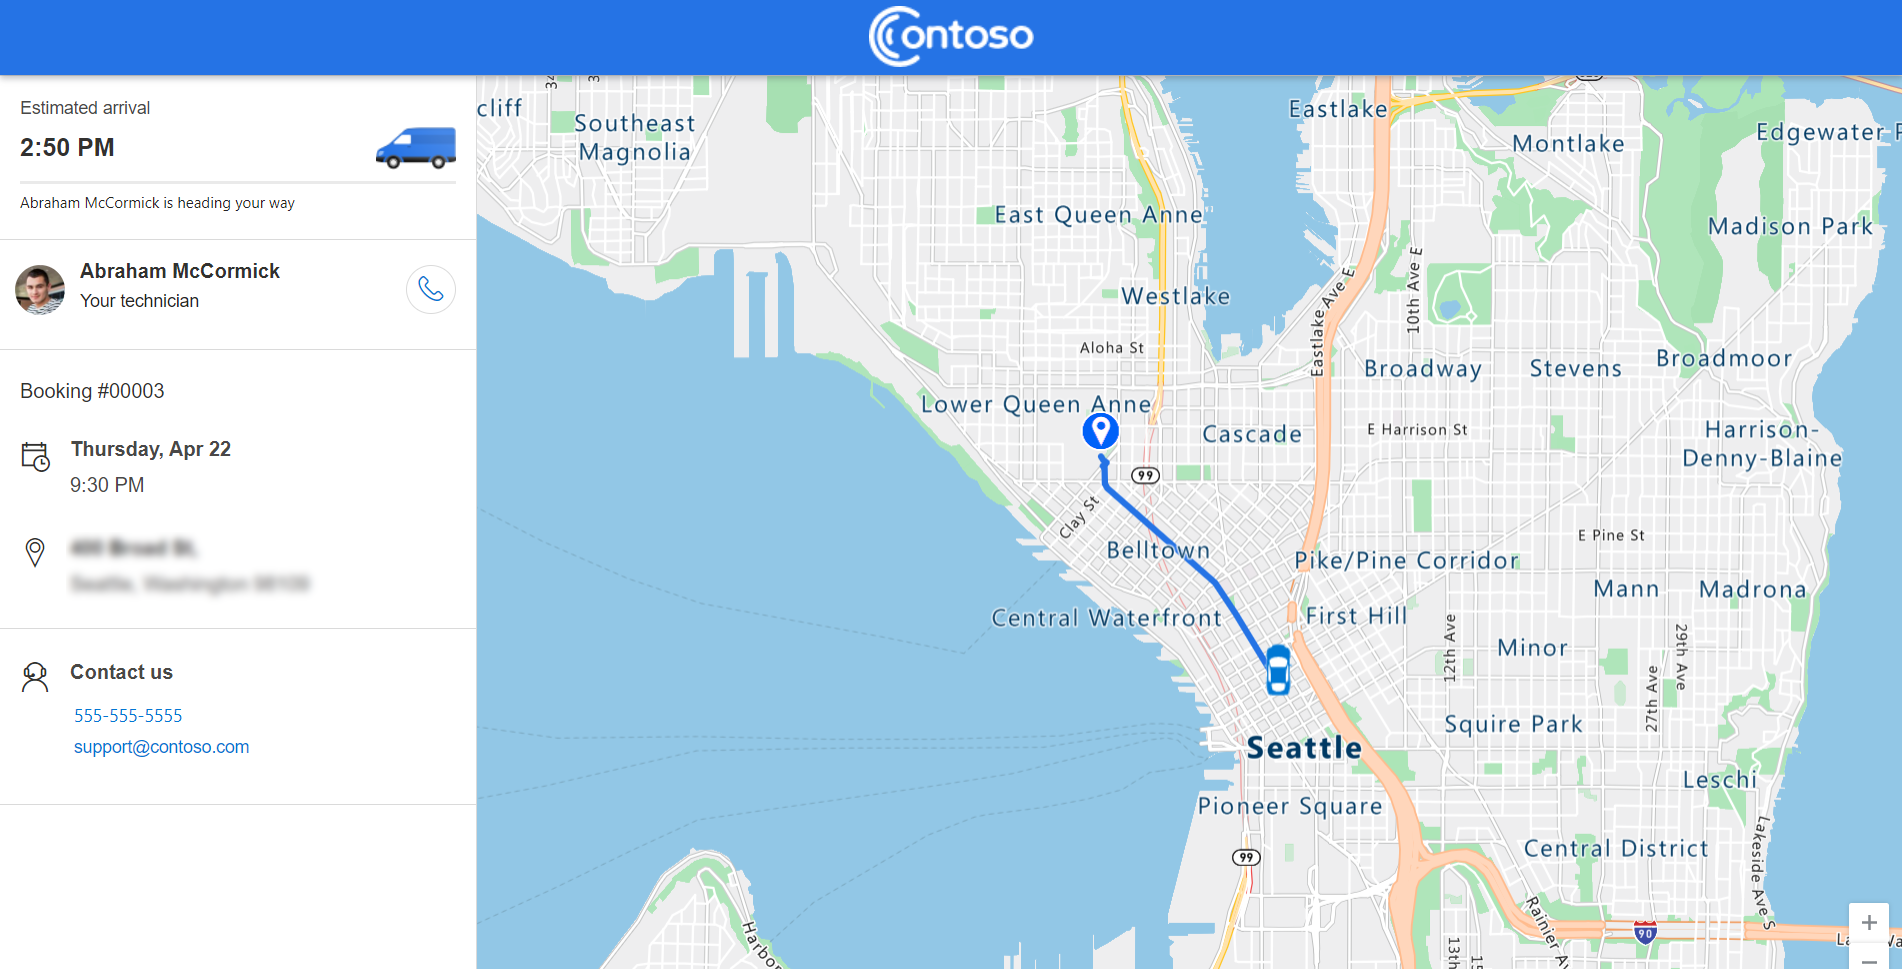 Contoso
Estimated arrival
2:50 PM
Abraham McCormick is heading your way
Abraham McCormick
Your technician
Booking #00003
Thursday, Apr 22
9:30 PM
Contact us
555-555-5555
support@contoso.com
cliff
Southeast
Magnolia
Eastlake
Montlake
Edgewater
East Queen Anne
Madison Park
Westlake
Eastlake Ave E
10th Ave E
Aloha St
Broadway
Stevens
Broadmoor
Lower Queen Anne
Cascade
E Harrison St
Harrison-
Denny-Blaine
99
Clay St
Belltown
Pike/Pine Corridor
E Pine St
Mann
Madrona
Central Waterfront
First Hill
12th Ave
Minor
29th Ave
27th Ave
Squire Park
Seattle
Leschi
Pioneer Square
Central District
Lakeside Ave S
99
Rainier Av
90
Harbo
13th
15
+
−